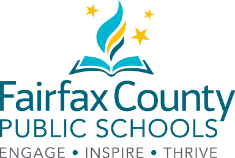 Fairfax County
PUBLIC SCHOOLS
ENGAGE • INSPIRE • THRIVE